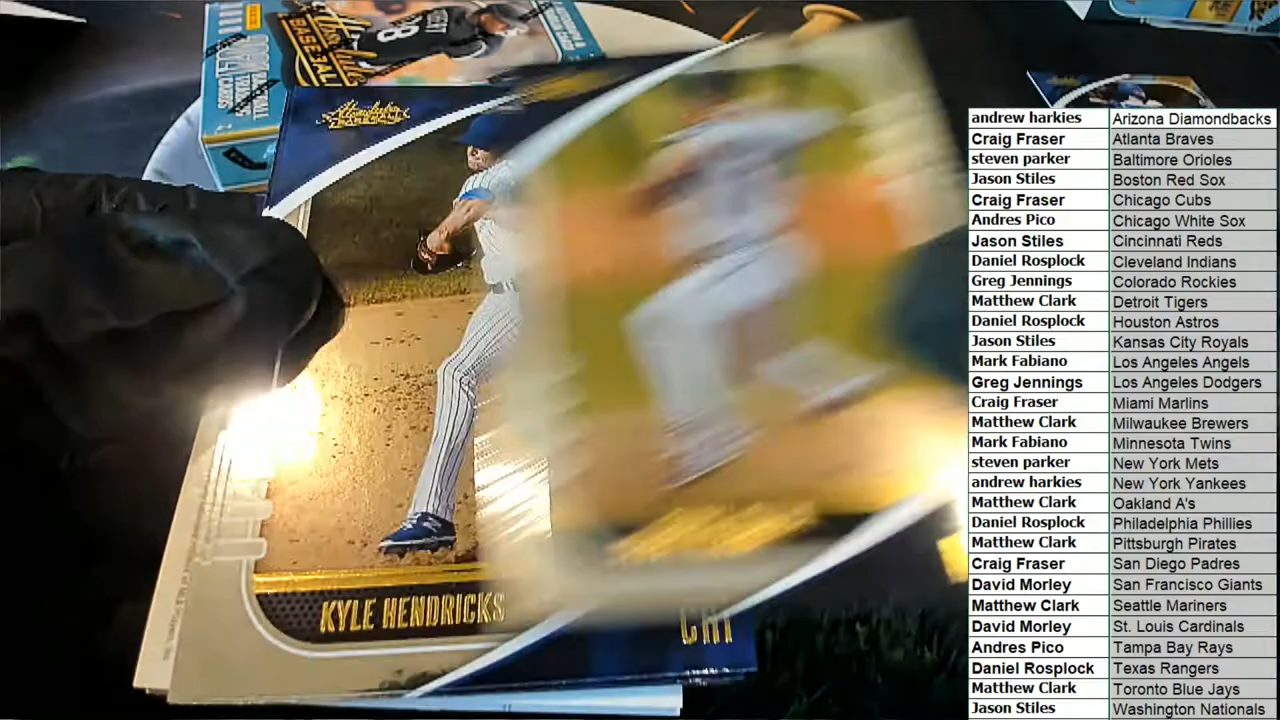 Absolute
BASEBALL
Absolute
BASEBALL
KYLE HENDRICKS
CHI
andrew harkies Arizona Diamondbacks
Craig Fraser Atlanta Braves
steven parker Baltimore Orioles
Jason Stiles Boston Red Sox
Craig Fraser Chicago Cubs
Andres Pico Chicago White Sox
Jason Stiles Cincinnati Reds
Daniel Rosplock Cleveland Indians
Greg Jennings Colorado Rockies
Matthew Clark Detroit Tigers
Daniel Rosplock Houston Astros
Jason Stiles Kansas City Royals
Mark Fabiano Los Angeles Angels
Greg Jennings Los Angeles Dodgers
Craig Fraser Miami Marlins
Matthew Clark Milwaukee Brewers
Mark Fabiano Minnesota Twins
steven parker New York Mets
andrew harkies New York Yankees
Matthew Clark Oakland A's
Daniel Rosplock Philadelphia Phillies
Matthew Clark Pittsburgh Pirates
Craig Fraser San Diego Padres
David Morley San Francisco Giants
Matthew Clark Seattle Mariners
David Morley St. Louis Cardinals
Andres Pico Tampa Bay Rays
Daniel Rosplock Texas Rangers
Matthew Clark Toronto Blue Jays
Jason Stiles Washington Nationals